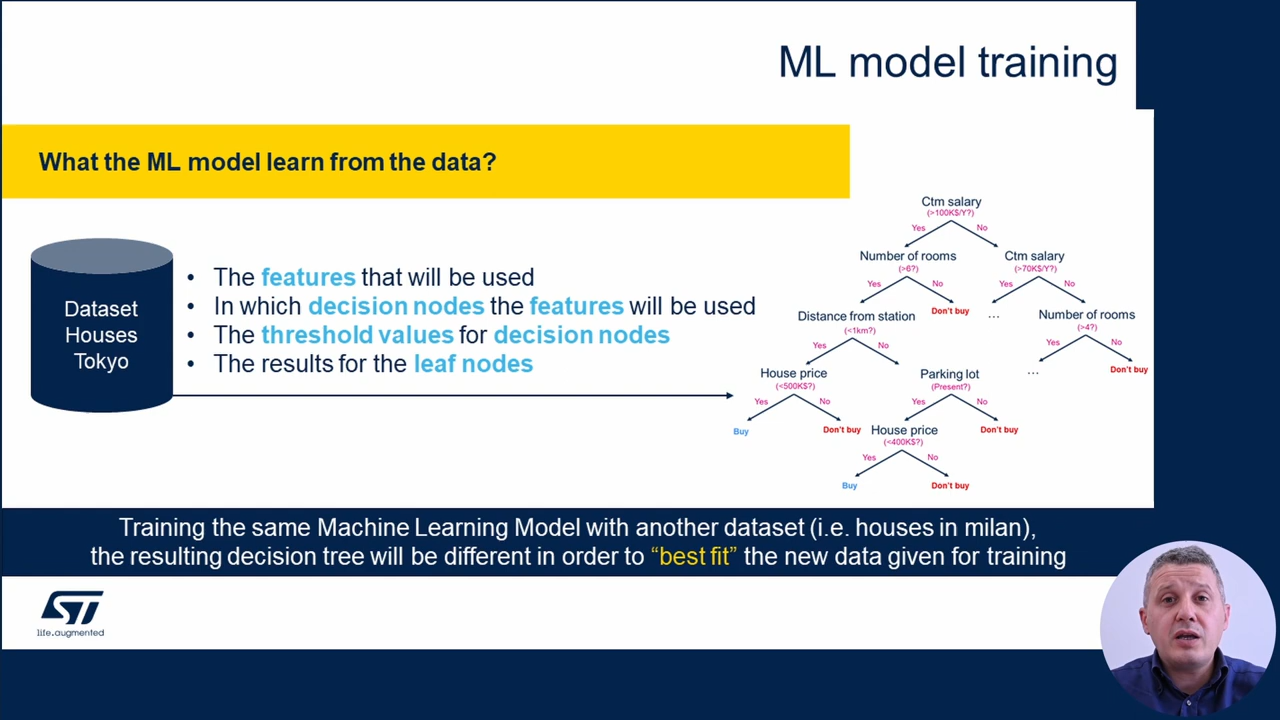 ML model training
What the ML model learn from the data?
Dataset
Houses
Tokyo
• The features that will be used
• In which decision nodes the features will be used
• The threshold values for decision nodes
• The results for the leaf nodes
Ctm salary
(>100K$/Y?)
Yes No
Number of rooms Ctm salary
(>6?) (>70K$/Y?)
Yes No Yes No
Distance from station Don't buy ... Number of rooms
(<1km?) (>4?)
Yes No Yes No
House price Parking lot ... Don't buy
(<500K$?) (Present?)
Yes No Yes No
Buy Don't buy House price Don't buy
(<400K$?)
Yes No
Buy Don't buy
Training the same Machine Learning Model with another dataset (i.e. houses in milan),
the resulting decision tree will be different in order to “best fit” the new data given for training
ST
life.augmented